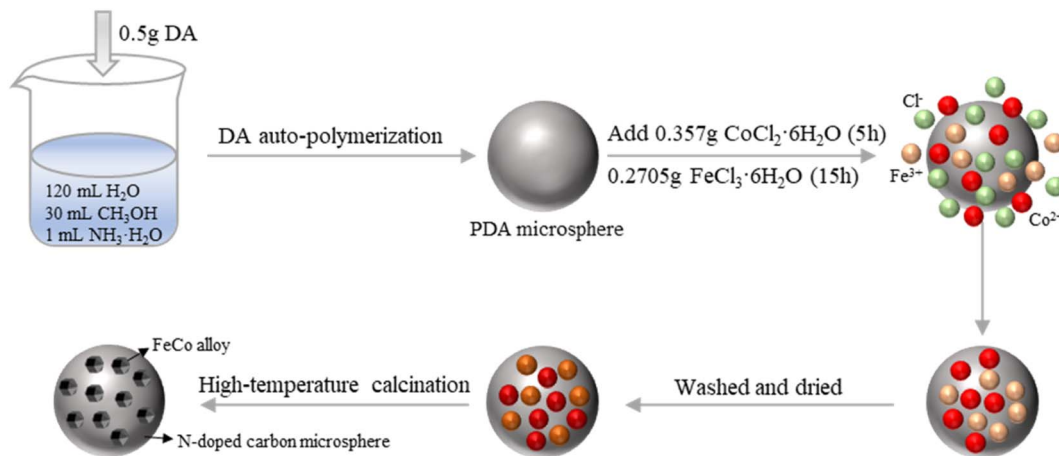 0.5g DA
120 mL H₂O
30 mL CH₃OH
1 mL NH₃·H₂O
DA auto-polymerization
PDA microsphere
Add 0.357g CoCl₂·6H₂O (5h)
0.2705g FeCl₃·6H₂O (15h)
Cl⁻
Fe³⁺
Co²⁺
FeCo alloy
N-doped carbon microsphere
High-temperature calcination
Washed and dried